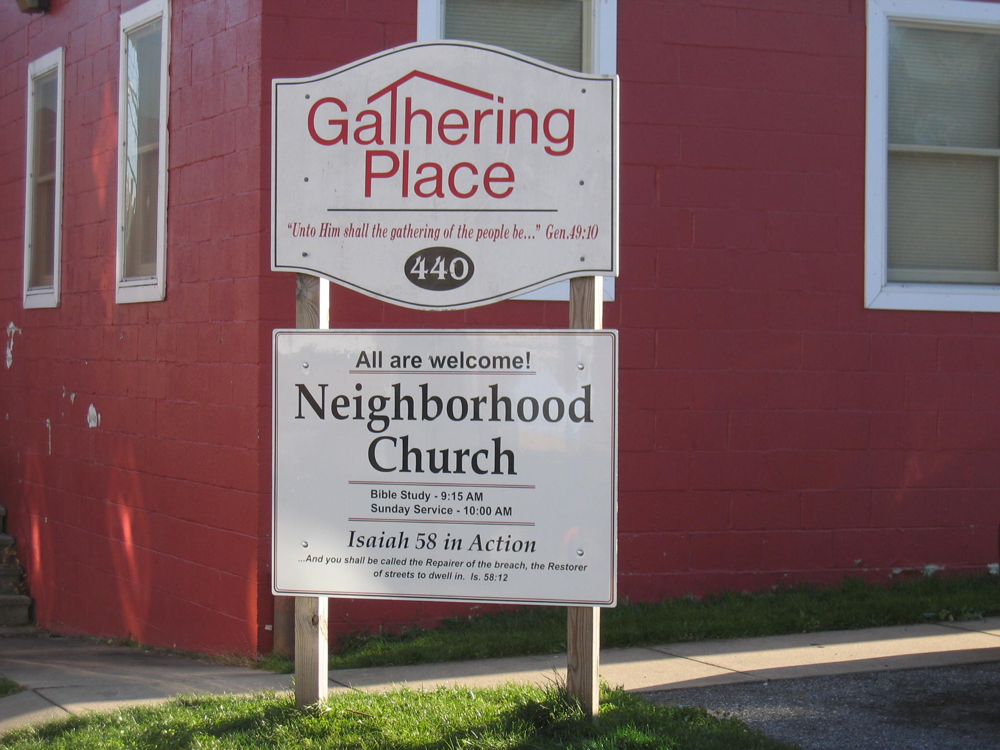 Gathering
Place
“Unto Him shall the gathering of the people be...” Gen.49:10
440
All are welcome!
Neighborhood
Church
Bible Study - 9:15 AM
Sunday Service - 10:00 AM
Isaiah 58 in Action
...And you shall be called the Repairer of the breach, the Restorer
of streets to dwell in. Is. 58:12